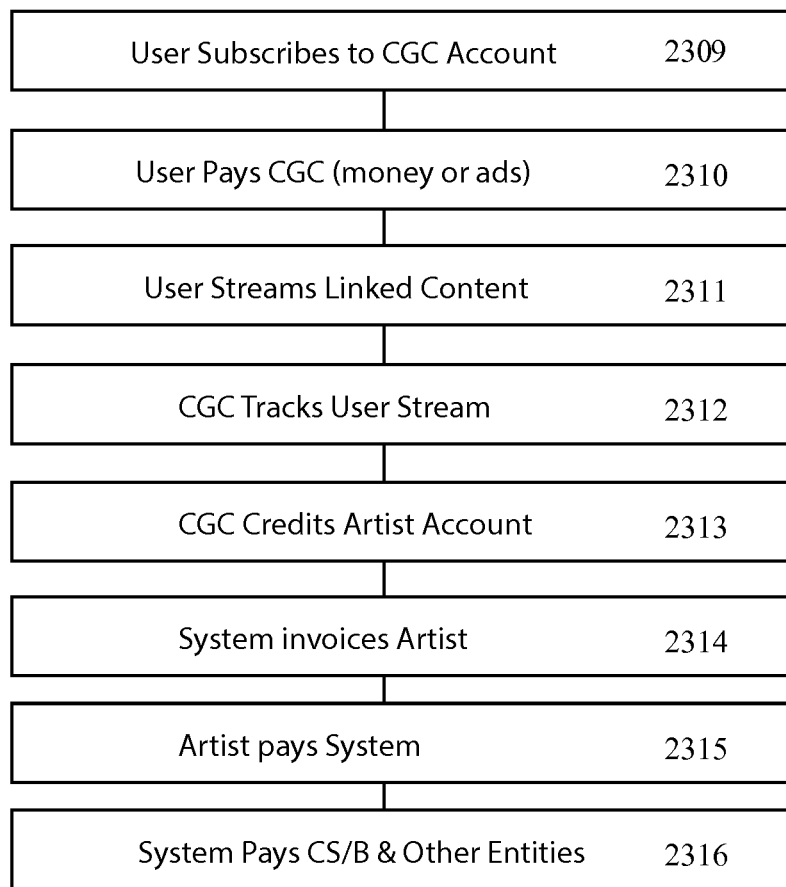 User Subscribes to CGC Account 2309
User Pays CGC (money or ads) 2310
User Streams Linked Content 2311
CGC Tracks User Stream 2312
CGC Credits Artist Account 2313
System invoices Artist 2314
Artist pays System 2315
System Pays CS/B & Other Entities 2316